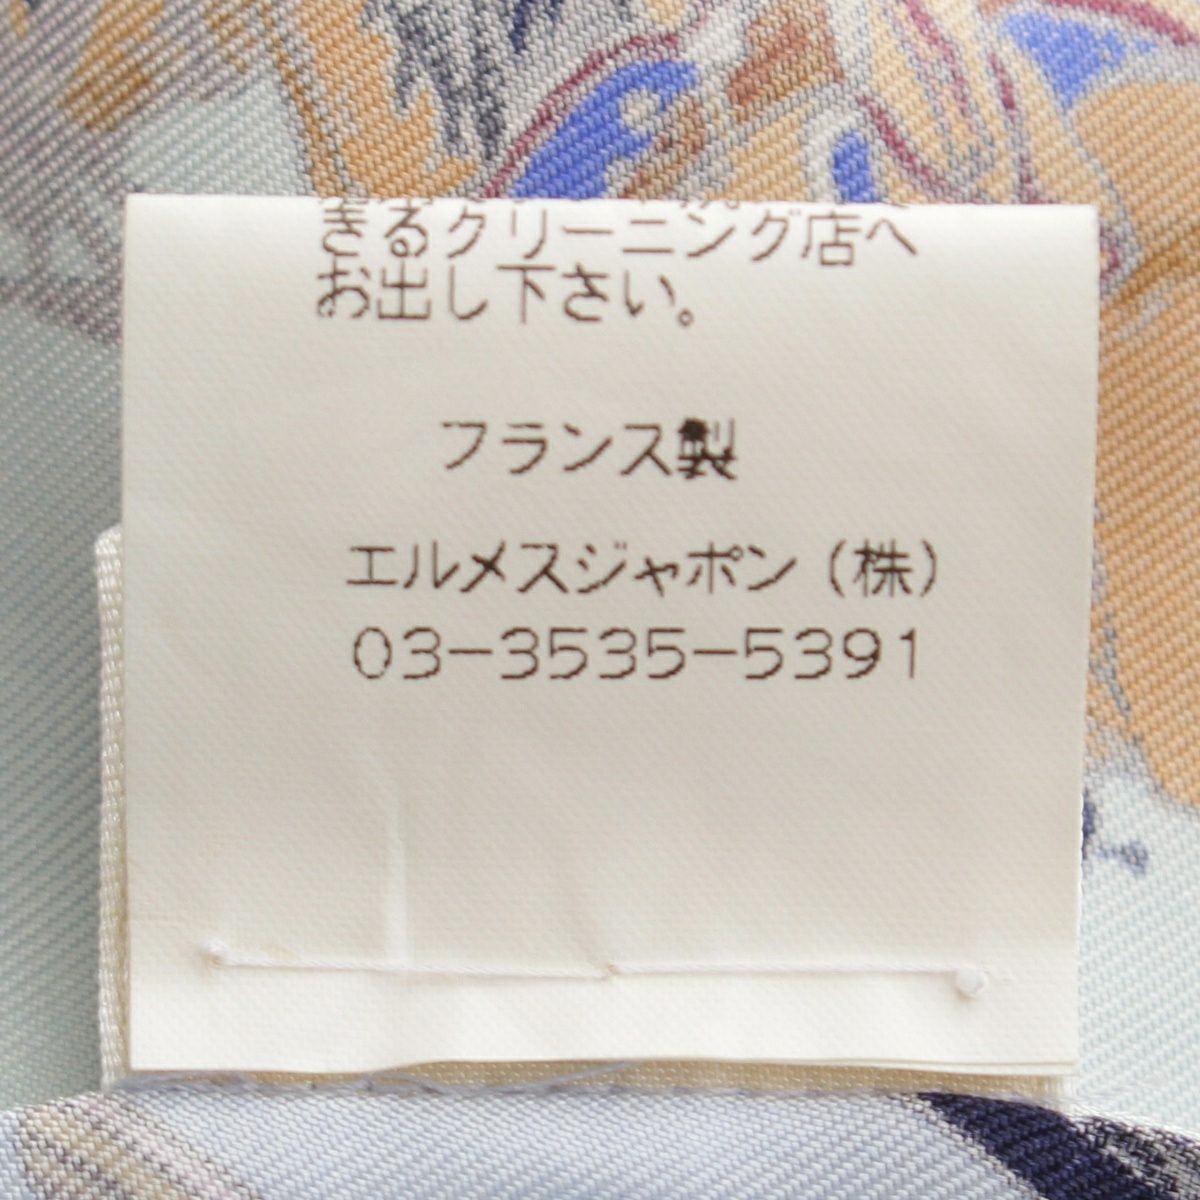 きるクリーニング店へ
お出し下さい。
フランス製
エルメスジャポン（株）
03-3535-5391